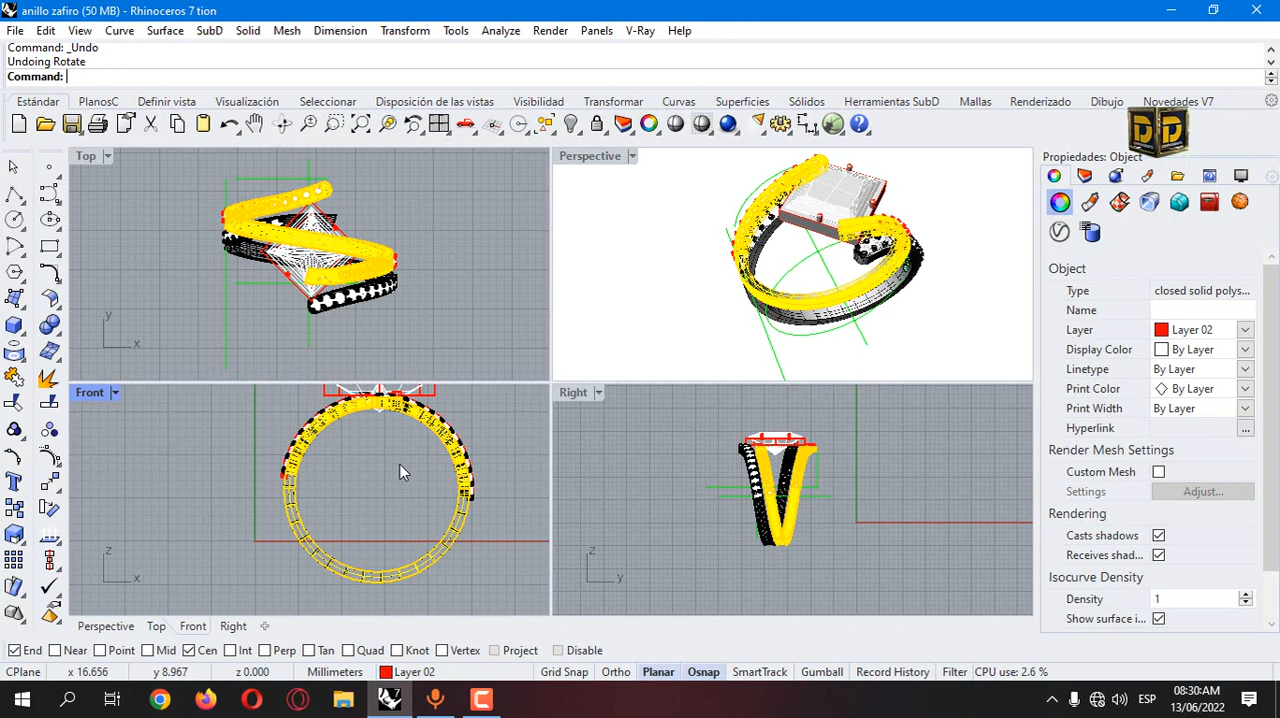 anillo zafiro (50 MB) - Rhinoceros 7 tion
File Edit View Curve Surface SubD Solid Mesh Dimension Transform Tools Analyze Render Panels V-Ray Help
Command: _Undo
Undoing Rotate
Command:
Estándar PlanosC Definir vista Visualización Seleccionar Disposición de las vistas Visibilidad Transformar Curvas Superficies Sólidos Herramientas SubD Mallas Renderizado Dibujo Novedades V7
Top
y
x
Perspective
Front
z
x
Right
z
y
Propiedades: Object
Object
Type closed solid polys...
Name
Layer Layer 02
Display Color By Layer
Linetype By Layer
Print Color By Layer
Print Width By Layer
Hyperlink ...
Render Mesh Settings
Custom Mesh
Settings Adjust...
Rendering
Casts shadows
Receives shad...
Isocurve Density
Density 1
Show surface i...
Perspective Top Front Right
End Near Point Mid Cen Int Perp Tan Quad Knot Vertex Project Disable
CPlane x 16.656 y 8.967 z 0.000 Millimeters Layer 02 Grid Snap Ortho Planar Osnap SmartTrack Gumball Record History Filter CPU use: 2.6 %
ESP
08:30:AM
13/06/2022